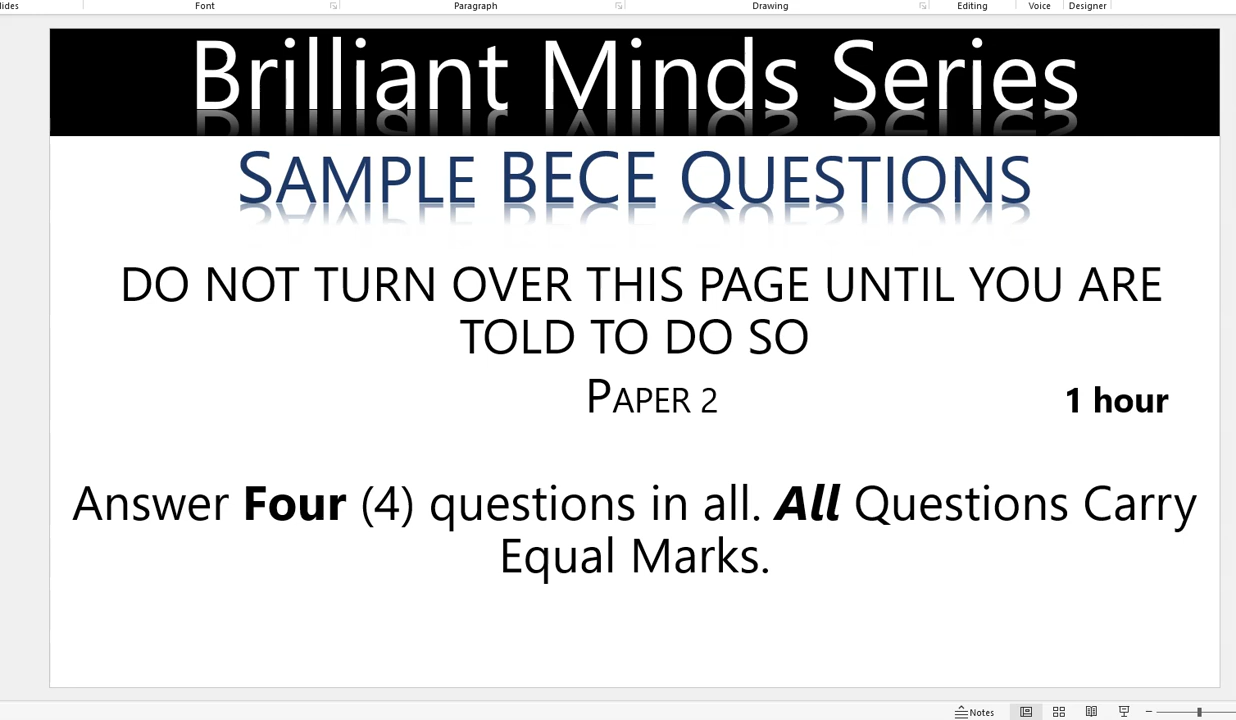 lides Font Paragraph Drawing Editing Voice Designer
Brilliant Minds Series
SAMPLE BECE QUESTIONS
DO NOT TURN OVER THIS PAGE UNTIL YOU ARE
TOLD TO DO SO
PAPER 2 1 hour
Answer Four (4) questions in all. All Questions Carry
Equal Marks.
Notes